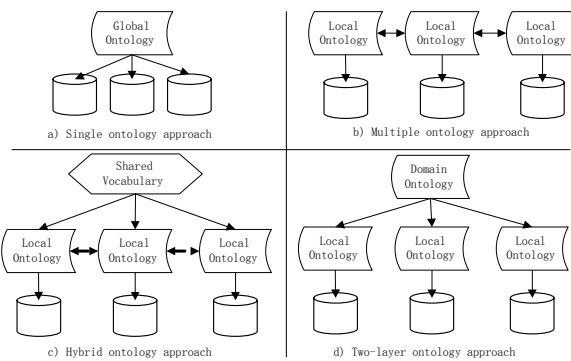 Global
Ontology
a) Single ontology approach
Local
Ontology
Local
Ontology
Local
Ontology
b) Multiple ontology approach
Shared
Vocabulary
Local
Ontology
Local
Ontology
Local
Ontology
c) Hybrid ontology approach
Domain
Ontology
Local
Ontology
Local
Ontology
Local
Ontology
d) Two-layer ontology approach